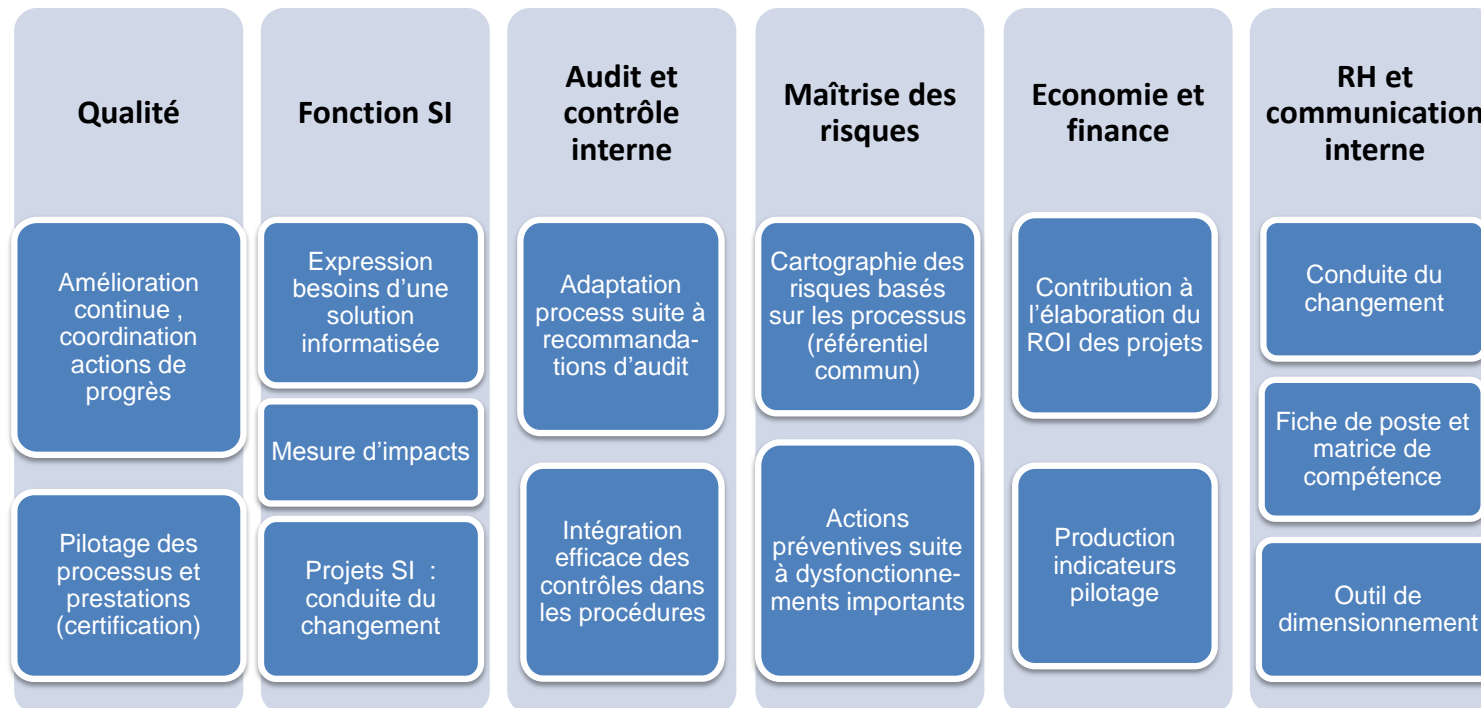 Qualité
Amélioration
continue ,
coordination
actions de
progrès
Pilotage des
processus et
prestations
(certification)
Fonction SI
Expression
besoins d’une
solution
informatisée
Mesure d’impacts
Projets SI :
conduite du
changement
Audit et
contrôle
interne
Adaptation
process suite à
recommanda-
tions d’audit
Intégration
efficace des
contrôles dans
les procédures
Maîtrise des
risques
Cartographie des
risques basés
sur les processus
(référentiel
commun)
Actions
préventives suite
à dysfonctionne-
ments importants
Economie et
finance
Contribution à
l’élaboration du
ROI des projets
Production
indicateurs
pilotage
RH et
communication
interne
Conduite du
changement
Fiche de poste et
matrice de
compétence
Outil de
dimensionnement